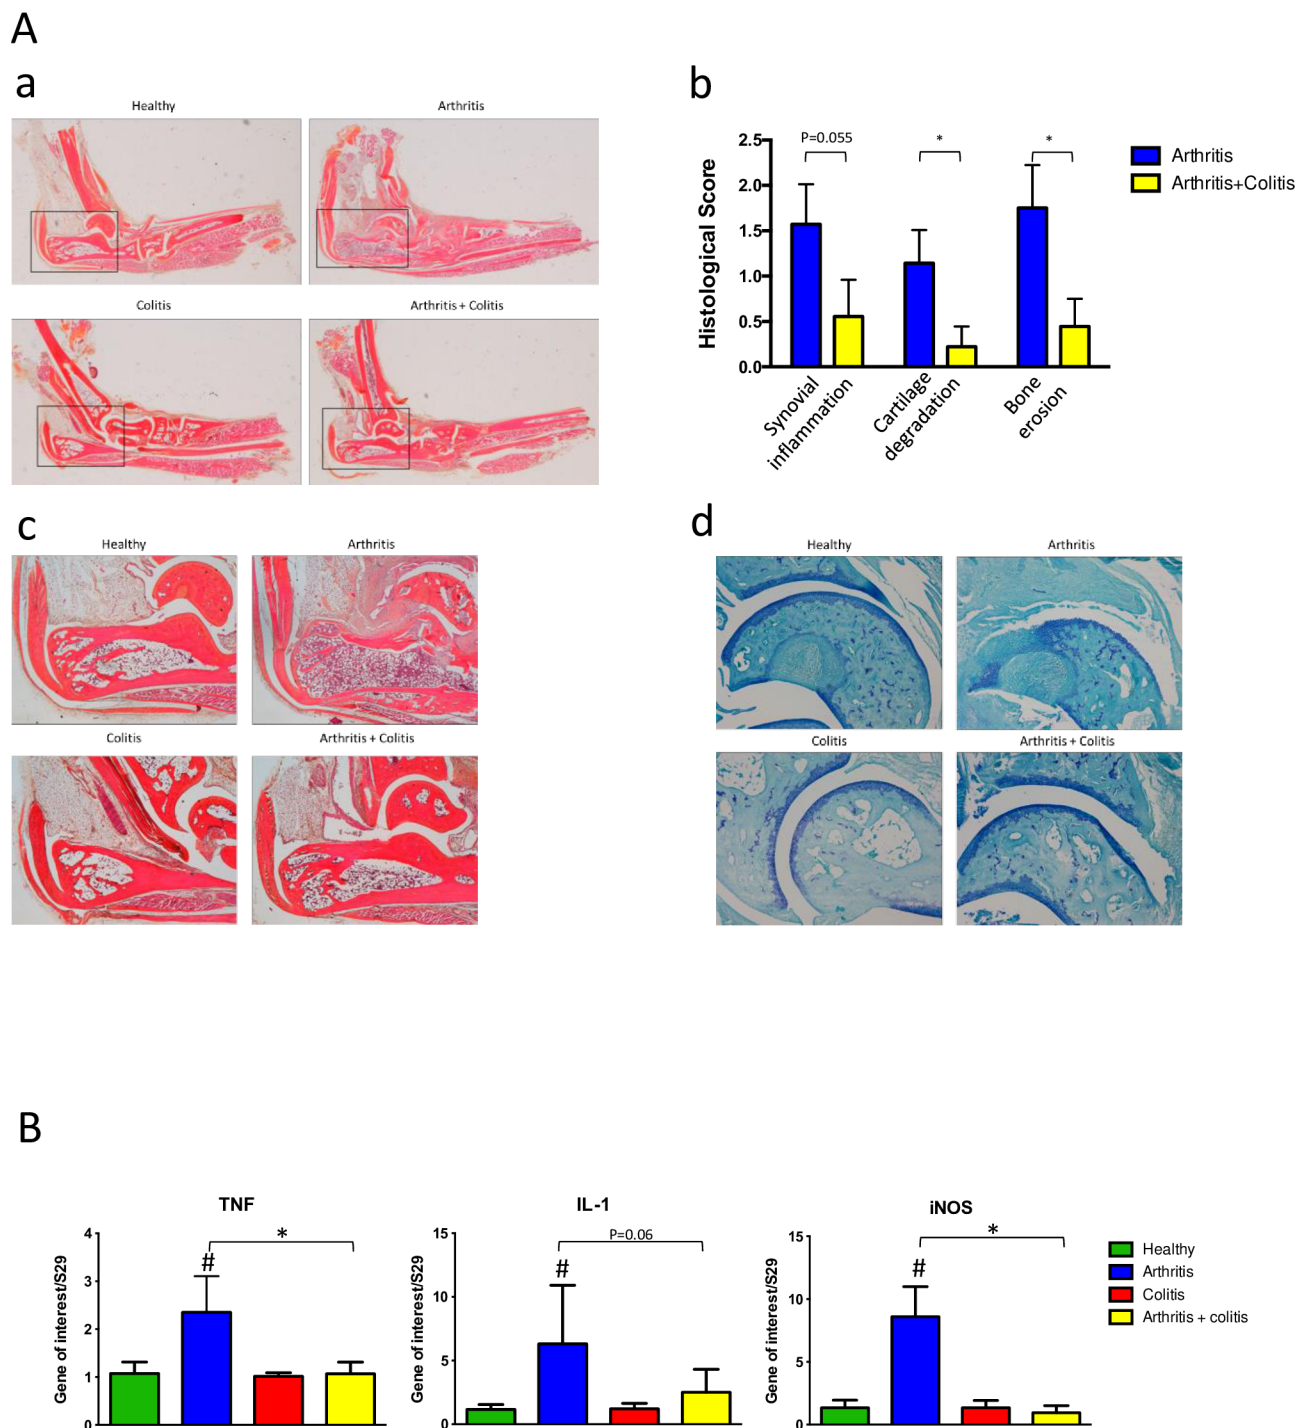 A
a
Healthy
Arthritis
Colitis
Arthritis + Colitis
b
Histological Score
2.5
2.0
1.5
1.0
0.5
0.0
P=0.055
*
*
Synovial
inflammation
Cartilage
degradation
Bone
erosion
Arthritis
Arthritis+Colitis
c
Healthy
Arthritis
Colitis
Arthritis + Colitis
d
Healthy
Arthritis
Colitis
Arthritis + Colitis
B
TNF
Gene of interest/S29
4
3
2
1
0
#
*
IL-1
Gene of interest/S29
15
10
5
0
#
P=0.06
iNOS
Gene of interest/S29
15
10
5
0
#
*
Healthy
Arthritis
Colitis
Arthritis + colitis